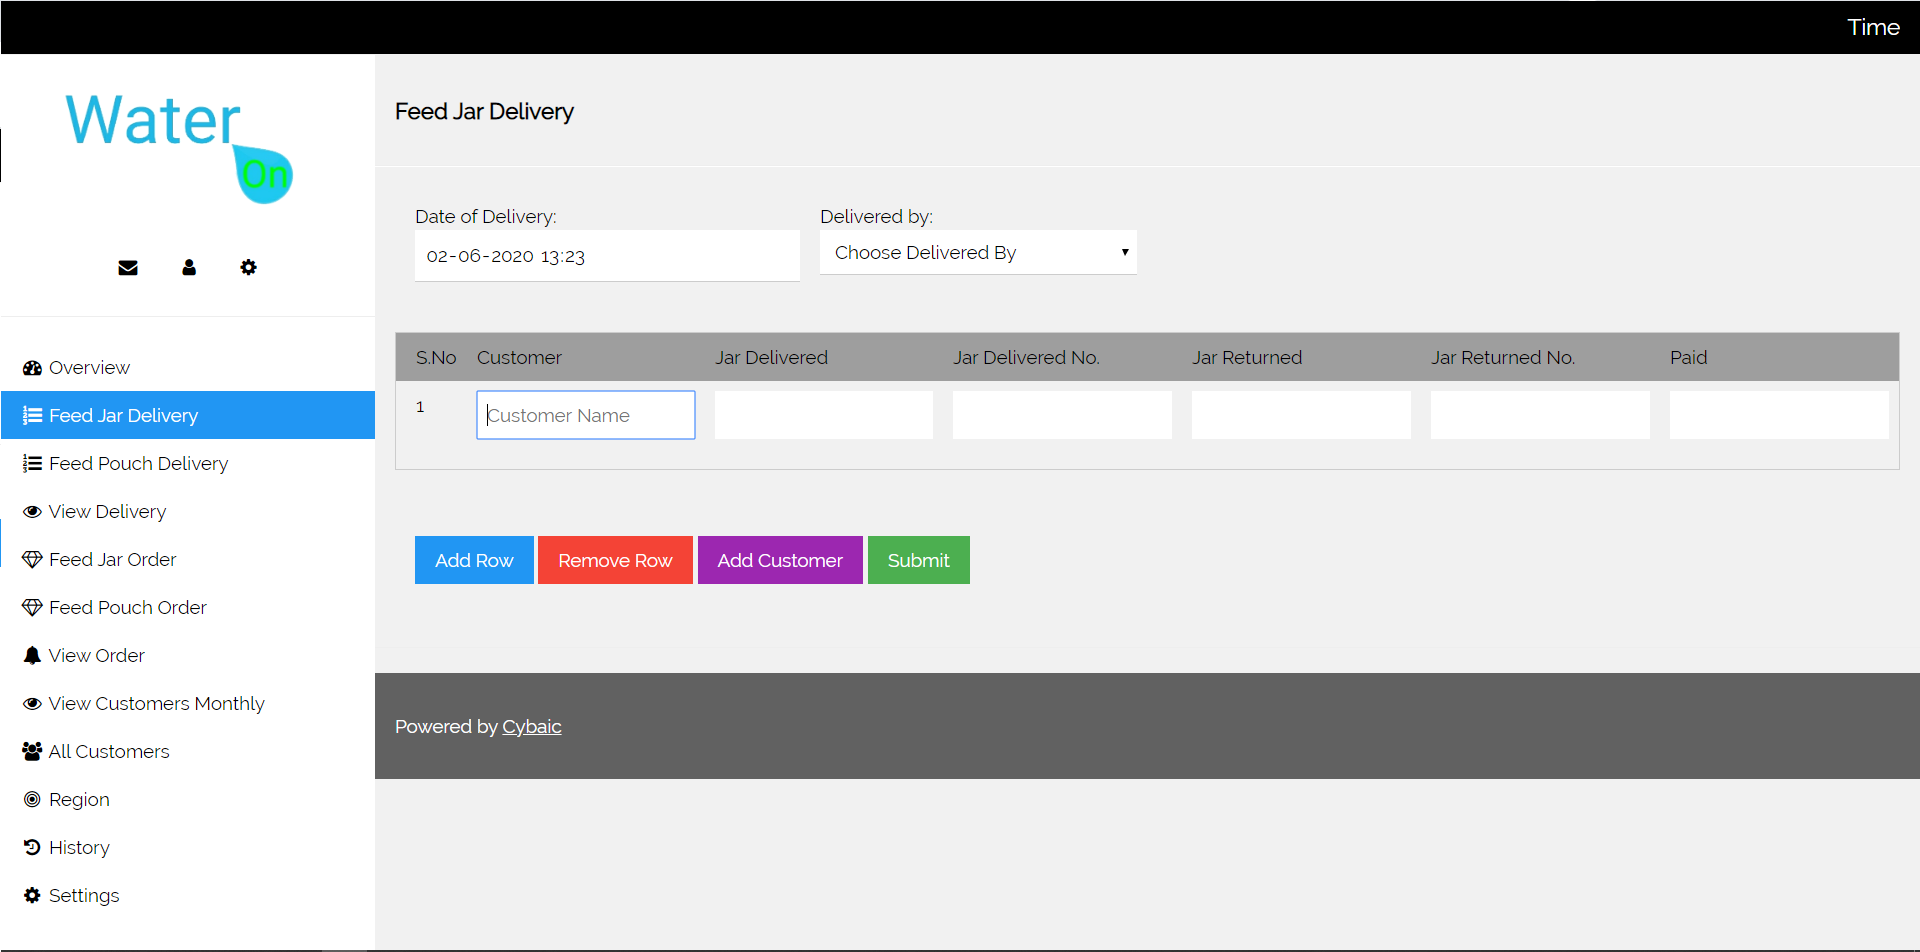 Time
Water
On
Overview
Feed Jar Delivery
Feed Pouch Delivery
View Delivery
Feed Jar Order
Feed Pouch Order
View Order
View Customers Monthly
All Customers
Region
History
Settings
Feed Jar Delivery
Date of Delivery: Delivered by:
02-06-2020 13:23 Choose Delivered By
S.No Customer Jar Delivered Jar Delivered No. Jar Returned Jar Returned No. Paid
1 Customer Name
Add Row Remove Row Add Customer Submit
Powered by Cybaic